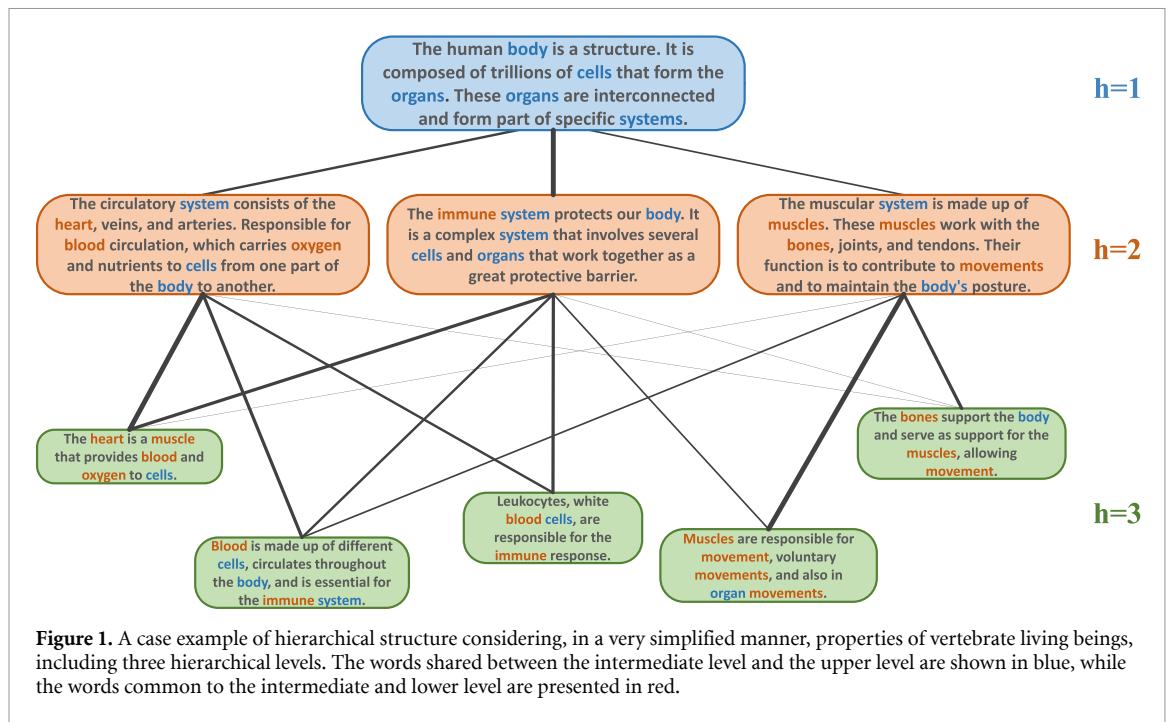 The human body is a structure. It is
composed of trillions of cells that form the
organs. These organs are interconnected
and form part of specific systems.
h=1
The circulatory system consists of the
heart, veins, and arteries. Responsible for
blood circulation, which carries oxygen
and nutrients to cells from one part of
the body to another.
The immune system protects our body. It
is a complex system that involves several
cells and organs that work together as a
great protective barrier.
The muscular system is made up of
muscles. These muscles work with the
bones, joints, and tendons. Their
function is to contribute to movements
and to maintain the body's posture.
h=2
The heart is a muscle
that provides blood and
oxygen to cells.
Blood is made up of different
cells, circulates throughout
the body, and is essential for
the immune system.
Leukocytes, white
blood cells, are
responsible for the
immune response.
Muscles are responsible for
movement, voluntary
movements, and also in
organ movements.
The bones support the body
and serve as support for the
muscles, allowing
movement.
h=3
Figure 1. A case example of hierarchical structure considering, in a very simplified manner, properties of vertebrate living beings,
including three hierarchical levels. The words shared between the intermediate level and the upper level are shown in blue, while
the words common to the intermediate and lower level are presented in red.